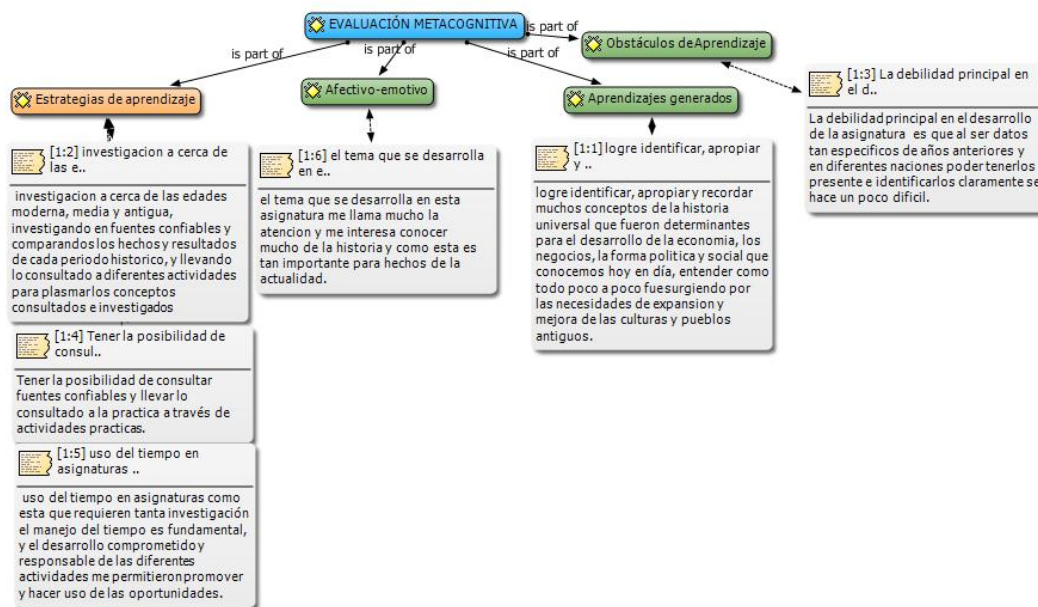 EVALUACIÓN METACOGNITIVA
is part of
is part of
is part of
is part of
Obstáculos de Aprendizaje
Estrategias de aprendizaje
Afectivo-emotivo
Aprendizajes generados
[1:2] investigacion a cerca de
las e..
investigacion a cerca de las edades
moderna, media y antigua,
investigando en fuentes confiables y
comparandos los hechos y resultados
de cada periodo historico, y llevando
lo consultado a diferentes actividades
para plasmarlos conceptos
consultados e investigados
[1:4] Tener la posibilidad de
consul..
Tener la posibilidad de consultar
fuentes confiables y llevar lo
consultado a la practica a través de
actividades practicas.
[1:5] uso del tiempo en
asignaturas ..
uso del tiempo en asignaturas como
esta que requieren tanta investigación
el manejo del tiempo es fundamental,
y el desarrollo comprometido y
responsable de las diferentes
actividades me permitieron promover
y hacer uso de las oportunidades.
[1:6] el tema que se desarrolla
en e..
el tema que se desarrolla en esta
asignatura me llama mucho la
atencion y me interesa conocer
mucho de la historia y como esta es
tan importante para hechos de la
actualidad.
[1:1] logre identificar, apropiar
y ..
logre identificar, apropiar y recordar
muchos conceptos de la historia
universal que fueron determinantes
para el desarrollo de la economia, los
negocios, la forma politica y social que
conocemos hoy en día, entender como
todo poco a poco fue surgiendo por
las necesidades de expansion y
mejora de las culturas y pueblos
antiguos.
[1:3] La debilidad principal en
el d..
La debilidad principal en el desarrollo
de la asignatura es que al ser datos
tan especificos de años anteriores y
en diferentes naciones poder tenerlos
presente e identificarlos claramente se
hace un poco dificil.